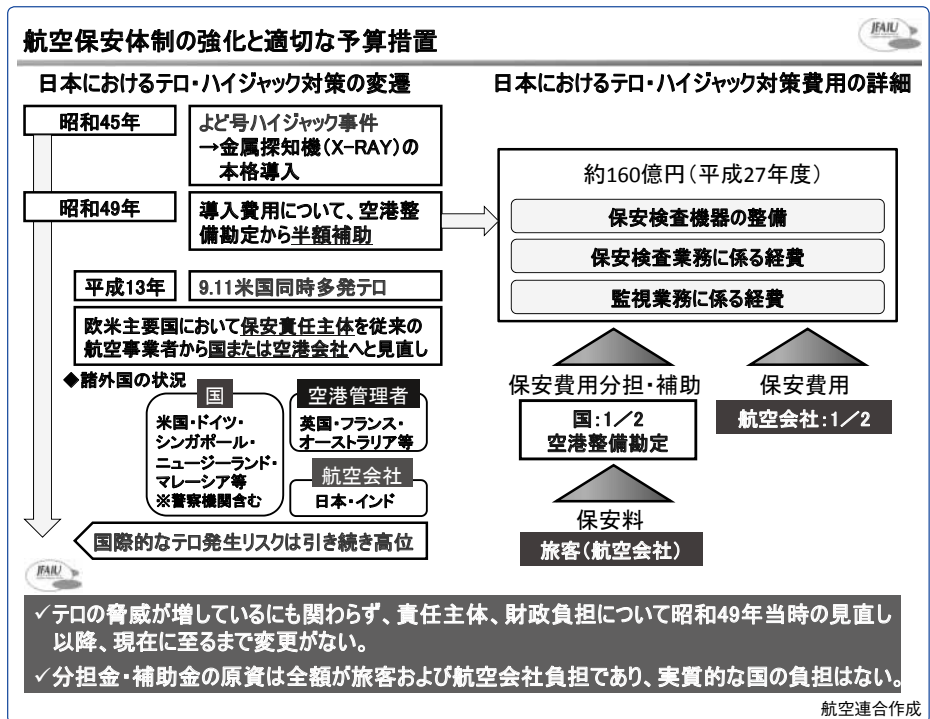 航空保安体制の強化と適切な予算措置
JFAIU
日本におけるテロ・ハイジャック対策の変遷
昭和45年
よど号ハイジャック事件
→金属探知機(X-RAY)の
本格導入
昭和49年
導入費用について、空港整
備勘定から半額補助
平成13年
9.11米国同時多発テロ
欧米主要国において保安責任主体を従来の
航空事業者から国または空港会社へと見直し
◆諸外国の状況
国
米国・ドイツ・
シンガポール・
ニュージーランド・
マレーシア等
※警察機関含む
空港管理者
英国・フランス・
オーストラリア等
航空会社
日本・インド
国際的なテロ発生リスクは引き続き高位
日本におけるテロ・ハイジャック対策費用の詳細
約160億円(平成27年度)
保安検査機器の整備
保安検査業務に係る経費
監視業務に係る経費
保安費用分担・補助
国:1/2
空港整備勘定
保安料
旅客(航空会社)
保安費用
航空会社:1/2
JFAIU
✓テロの脅威が増しているにも関わらず、責任主体、財政負担について昭和49年当時の見直し
以降、現在に至るまで変更がない。
✓分担金・補助金の原資は全額が旅客および航空会社負担であり、実質的な国の負担はない。
航空連合作成